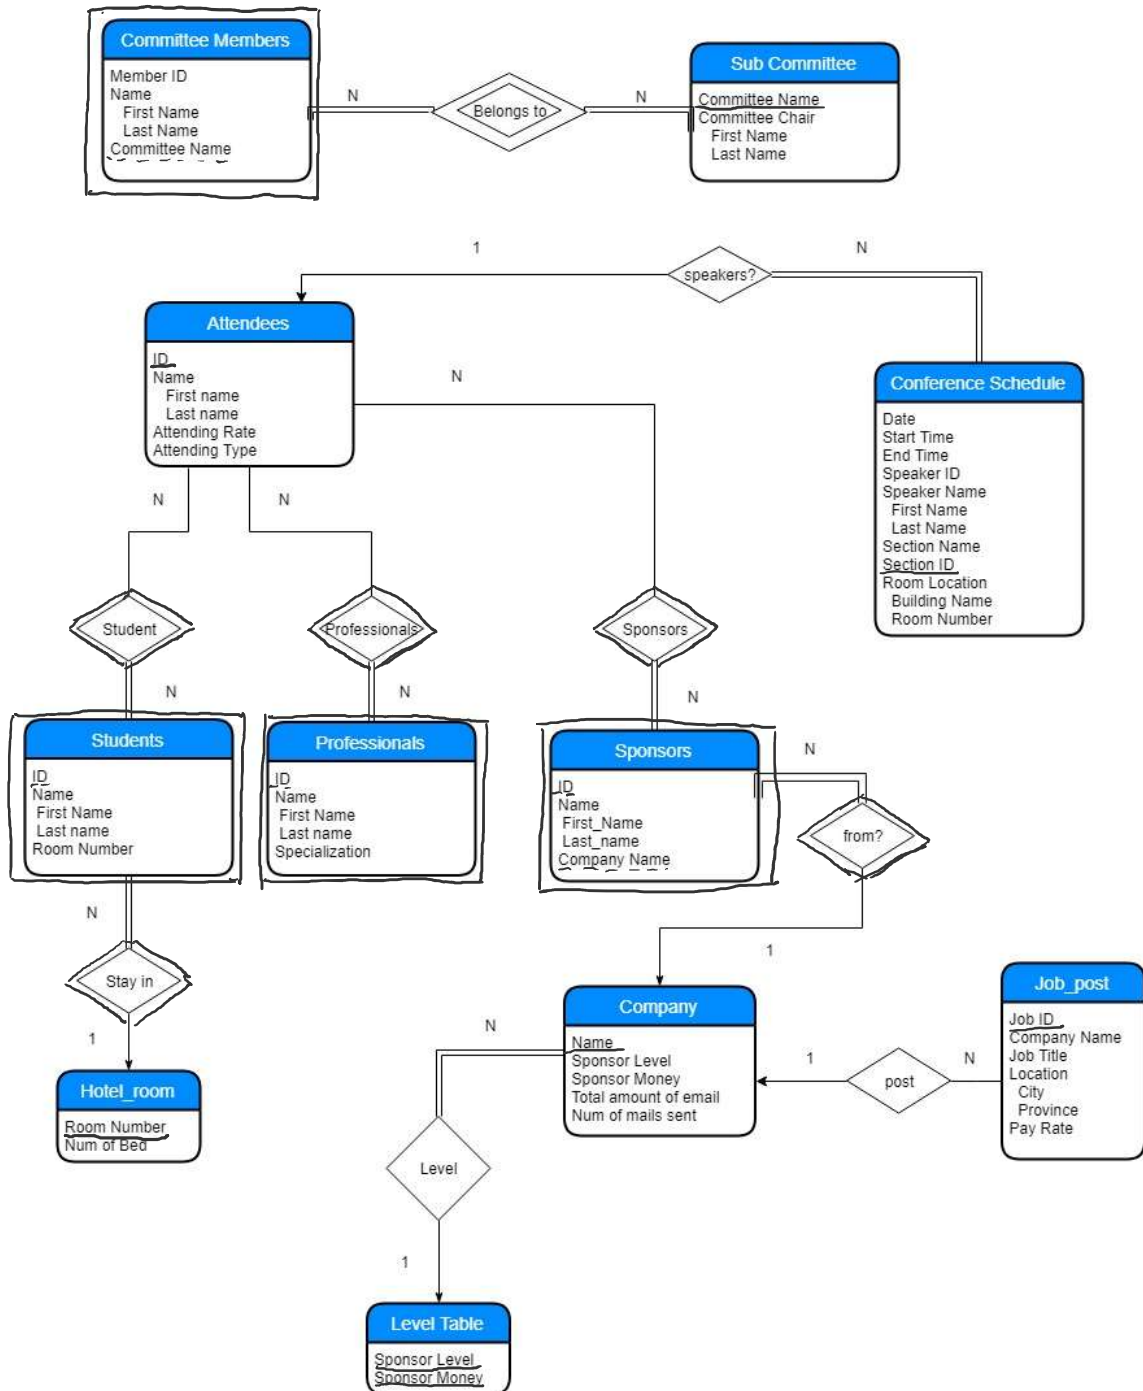 Committee Members
Member ID
Name
First Name
Last Name
Committee Name
N
Belongs to
N
Sub Committee
Committee Name
Committee Chair
First Name
Last Name
1
speakers?
N
Attendees
ID
Name
First name
Last name
Attending Rate
Attending Type
N
Conference Schedule
Date
Start Time
End Time
Speaker ID
Speaker Name
First Name
Last Name
Section Name
Section ID
Room Location
Building Name
Room Number
N
N
Student
Professionals
Sponsors
N
N
N
Students
ID
Name
First Name
Last name
Room Number
Professionals
ID
Name
First Name
Last name
Specialization
Sponsors
ID
Name
First_Name
Last_name
Company Name
N
from?
N
Stay in
1
1
Hotel_room
Room Number
Num of Bed
N
Company
Name
Sponsor Level
Sponsor Money
Total amount of email
Num of mails sent
1
post
N
Job_post
Job ID
Company Name
Job Title
Location
City
Province
Pay Rate
Level
1
Level Table
Sponsor Level
Sponsor Money